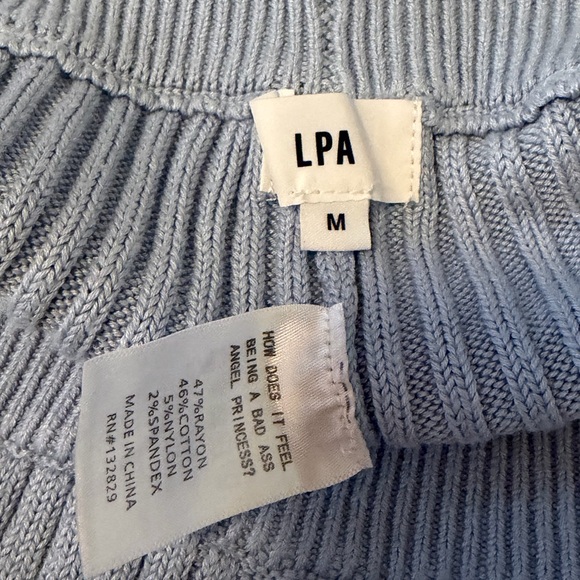 LPA
M
HOW DOES IT FEEL
BEING A BAD ASS
ANGEL PRINCESS?
47%RAYON
46%COTTON
5%NYLON
2%SPANDEX
MADE IN CHINA
RN#132829